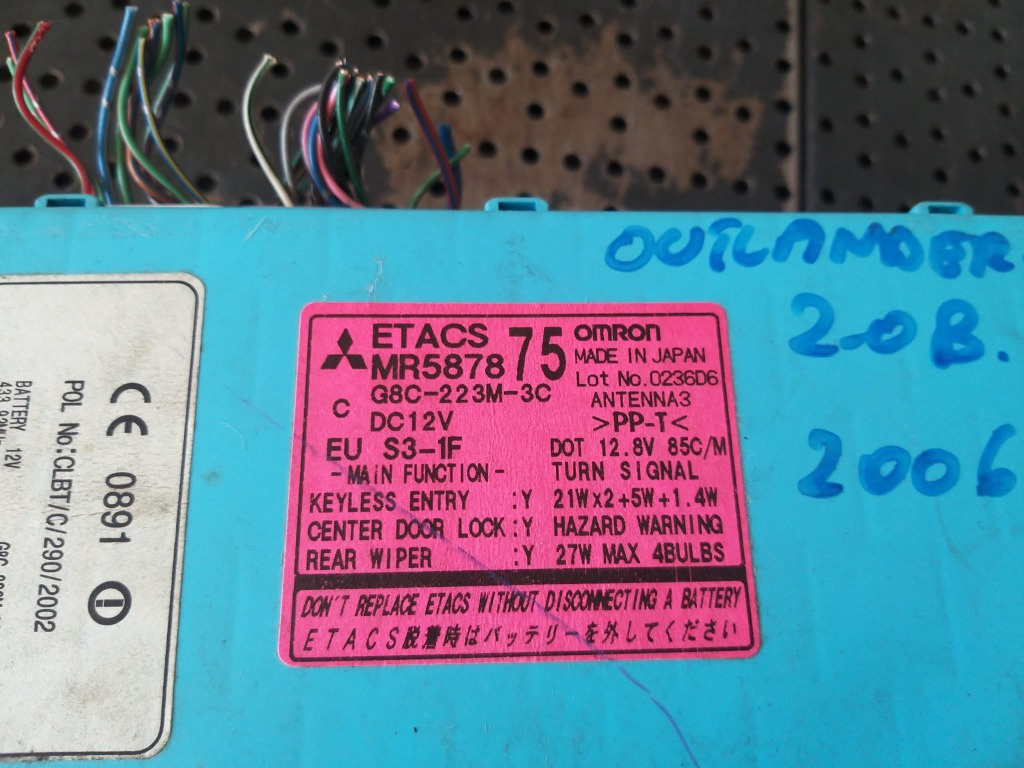 OUTLANDER
2.0B.
2006
ETACS 75 OMRON
MR5878 MADE IN JAPAN
G8C-223M-3C Lot No.0236D6
C DC12V ANTENNA3
>PP-T<
EU S3-1F DOT 12.8V 85C/M
-MAIN FUNCTION- TURN SIGNAL
KEYLESS ENTRY :Y 21W×2+5W+1.4W
CENTER DOOR LOCK:Y HAZARD WARNING
REAR WIPER :Y 27W MAX 4BULBS
DON'T REPLACE ETACS WITHOUT DISCONNECTING A BATTERY
ETACS脱着時はバッテリーを外してください
CE 0891
POL No:CLBT/C/290/2002
BATTERY 12V